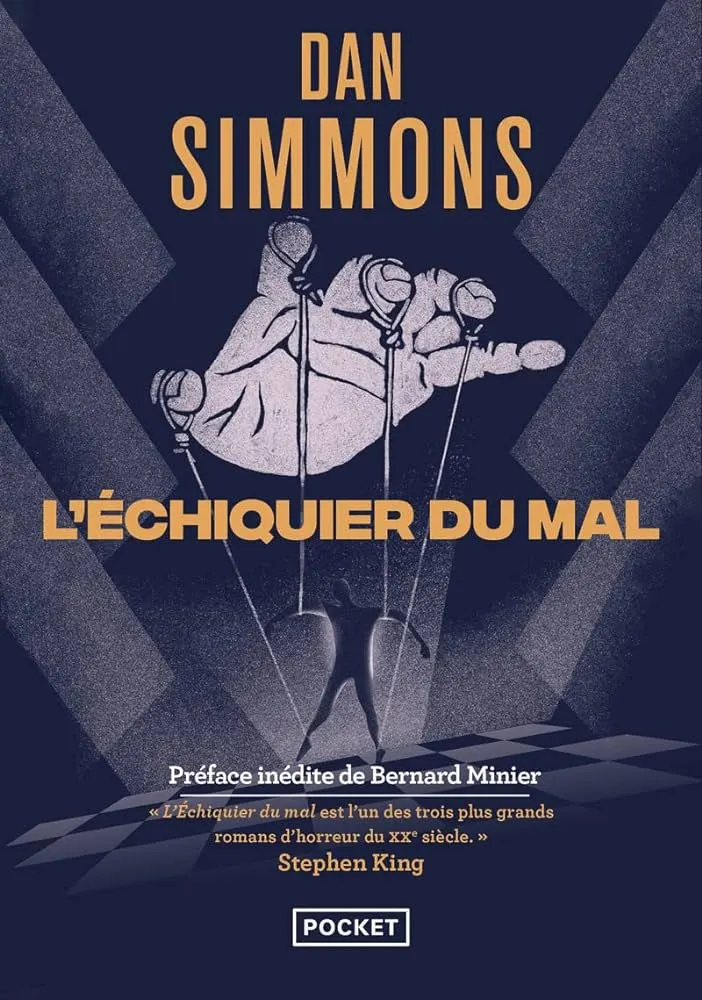 DAN
SIMMONS
L'ÉCHIQUIER DU MAL
Préface inédite de Bernard Minier
« L'Échiquier du mal est l'un des trois plus grands
romans d'horreur du XXe siècle. »
Stephen King
POCKET